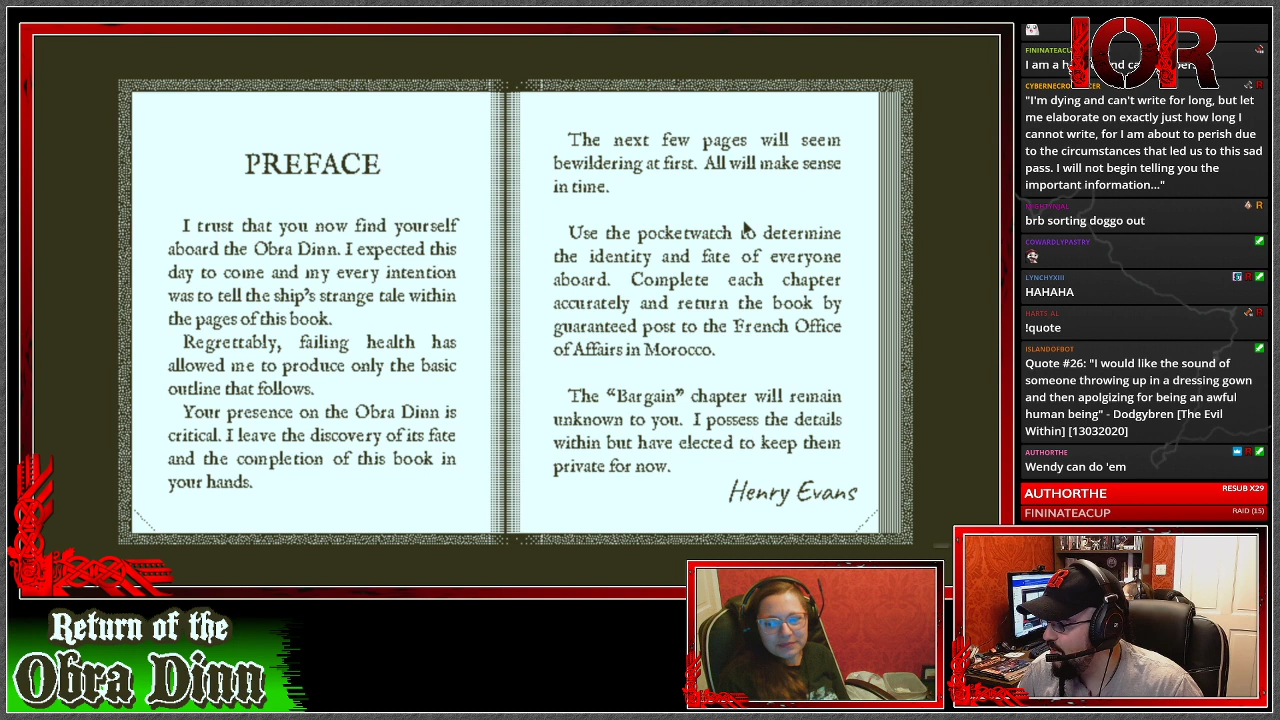 PREFACE
I trust that you now find yourself
aboard the Obra Dinn. I expected this
day to come and my every intention
was to tell the ship's strange tale within
the pages of this book.
Regrettably, failing health has
allowed me to produce only the basic
outline that follows.
Your presence on the Obra Dinn is
critical. I leave the discovery of its fate
and the completion of this book in
your hands.
The next few pages will seem
bewildering at first. All will make sense
in time.
Use the pocketwatch to determine
the identity and fate of everyone
aboard. Complete each chapter
accurately and return the book by
guaranteed post to the French Office
of Affairs in Morocco.
The “Bargain” chapter will remain
unknown to you. I possess the details
within but have elected to keep them
private for now.
Henry Evans
IOR
I am a
"I'm dying and can't write for long, but let
me elaborate on exactly just how long I
cannot write, for I am about to perish due
to the circumstances that led us to this sad
pass. I will not begin telling you the
important information..."
brb sorting doggo out
COWARDLYPASTRY
LYNCHYXIII
HAHAHA
HARTS_AL
!quote
ISLANDOFBOT
Quote #26: "I would like the sound of
someone throwing up in a dressing gown
and then apolgizing for being an awful
human being" - Dodgybren [The Evil
Within] [13032020]
AUTHORTHE
Wendy can do 'em
AUTHORTHE RESUB X29
FININATEACUP RAID (15)
Return of the
Obra Dinn